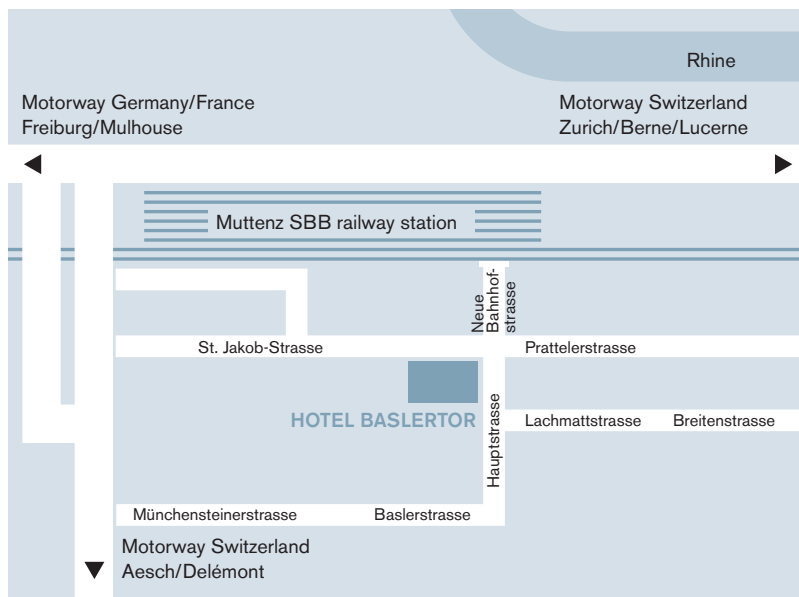 Rhine
Motorway Germany/France
Freiburg/Mulhouse
Motorway Switzerland
Zurich/Berne/Lucerne
Muttenz SBB railway station
Neue
Bahnhof-
strasse
St. Jakob-Strasse
Prattelerstrasse
HOTEL BASLERTOR
Hauptstrasse
Lachmattstrasse
Breitenstrasse
Münchensteinerstrasse
Baslerstrasse
Motorway Switzerland
Aesch/Delémont